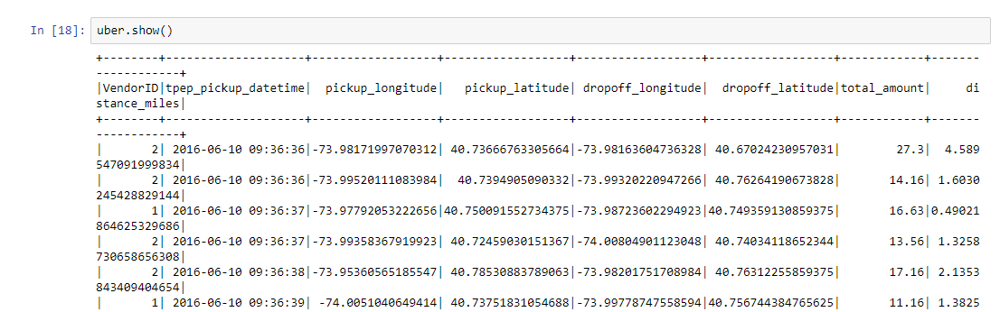 In [18]: uber.show()
+--------+--------------------+-----------------+------------------+------------------+------------------+------------+-------
------------+
|VendorID|tpep_pickup_datetime|  pickup_longitude|   pickup_latitude| dropoff_longitude|  dropoff_latitude|total_amount|     di
stance_miles|
+--------+--------------------+-----------------+------------------+------------------+------------------+------------+-------
------------+
|       2| 2016-06-10 09:36:36|-73.98171997070312| 40.73666763305664|-73.98163604736328| 40.67024230957031|        27.3|  4.589
547091999834|
|       2| 2016-06-10 09:36:36|-73.99520111083984|  40.7394905090332|-73.99320220947266| 40.76264190673828|       14.16| 1.6030
245428829144|
|       1| 2016-06-10 09:36:37|-73.97792053222656|40.750091552734375|-73.98723602294923|40.749359130859375|       16.63|0.49021
864625329686|
|       2| 2016-06-10 09:36:37|-73.99358367919923| 40.72459030151367|-74.00804901123048| 40.74034118652344|       13.56| 1.3258
730658656308|
|       2| 2016-06-10 09:36:38|-73.95360565185547| 40.78530883789063|-73.98201751708984| 40.76312255859375|       17.16| 2.1353
843409404654|
|       1| 2016-06-10 09:36:39| -74.0051040649414| 40.73751831054688|-73.99778747558594|40.756744384765625|       11.16| 1.3825